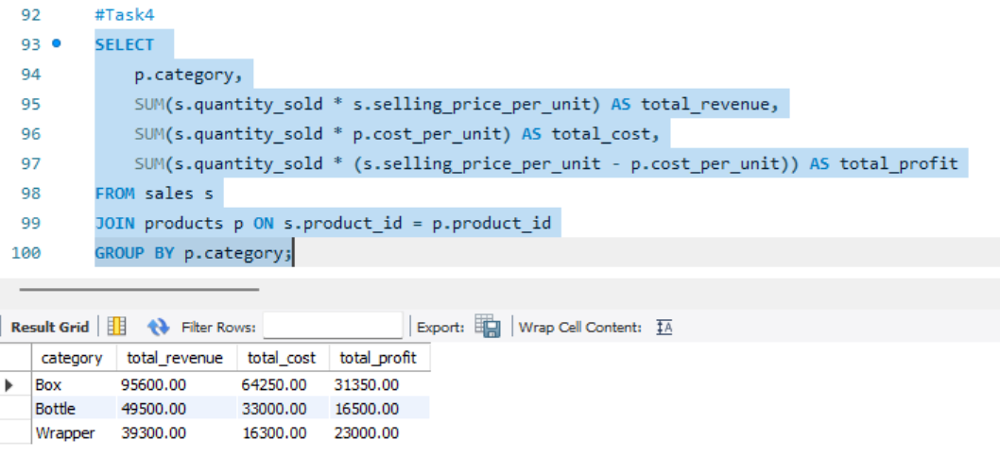 92 #Task4
93 SELECT
94 p.category,
95 SUM(s.quantity_sold * s.selling_price_per_unit) AS total_revenue,
96 SUM(s.quantity_sold * p.cost_per_unit) AS total_cost,
97 SUM(s.quantity_sold * (s.selling_price_per_unit - p.cost_per_unit)) AS total_profit
98 FROM sales s
99 JOIN products p ON s.product_id = p.product_id
100 GROUP BY p.category;
Result Grid Filter Rows: Export: Wrap Cell Content: IA
category total_revenue total_cost total_profit
Box 95600.00 64250.00 31350.00
Bottle 49500.00 33000.00 16500.00
Wrapper 39300.00 16300.00 23000.00